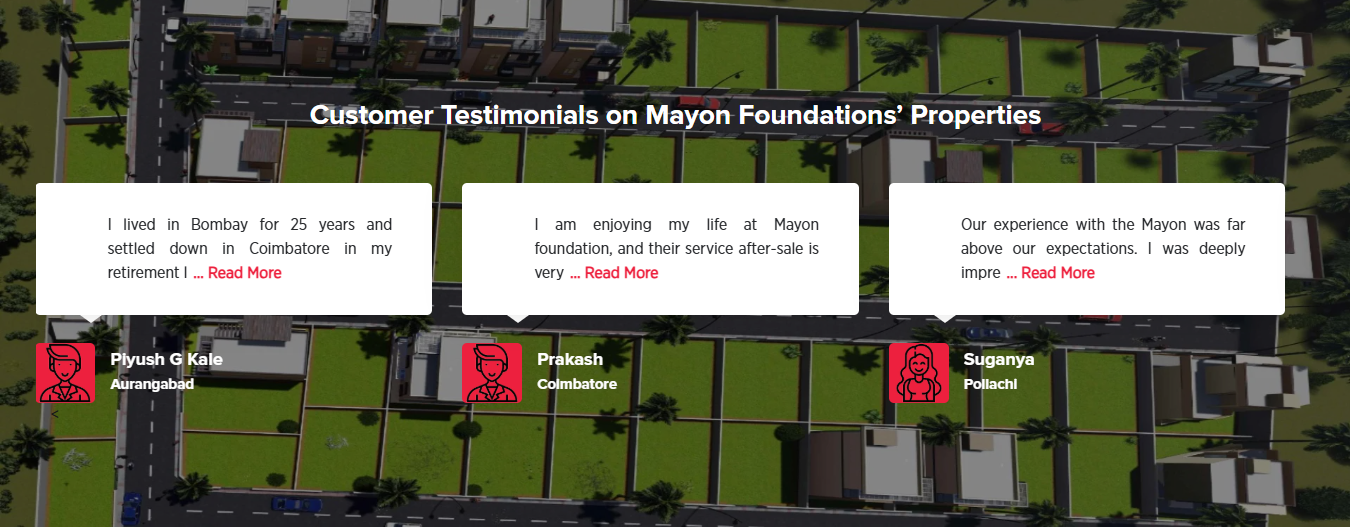 Customer Testimonials on Mayon Foundations’ Properties
I lived in Bombay for 25 years and
settled down in Coimbatore in my
retirement I ... Read More
I am enjoying my life at Mayon
foundation, and their service after-sale is
very ... Read More
Our experience with the Mayon was far
above our expectations. I was deeply
impre ... Read More
Piyush G Kale
Aurangabad
Prakash
Coimbatore
Suganya
Pollachi